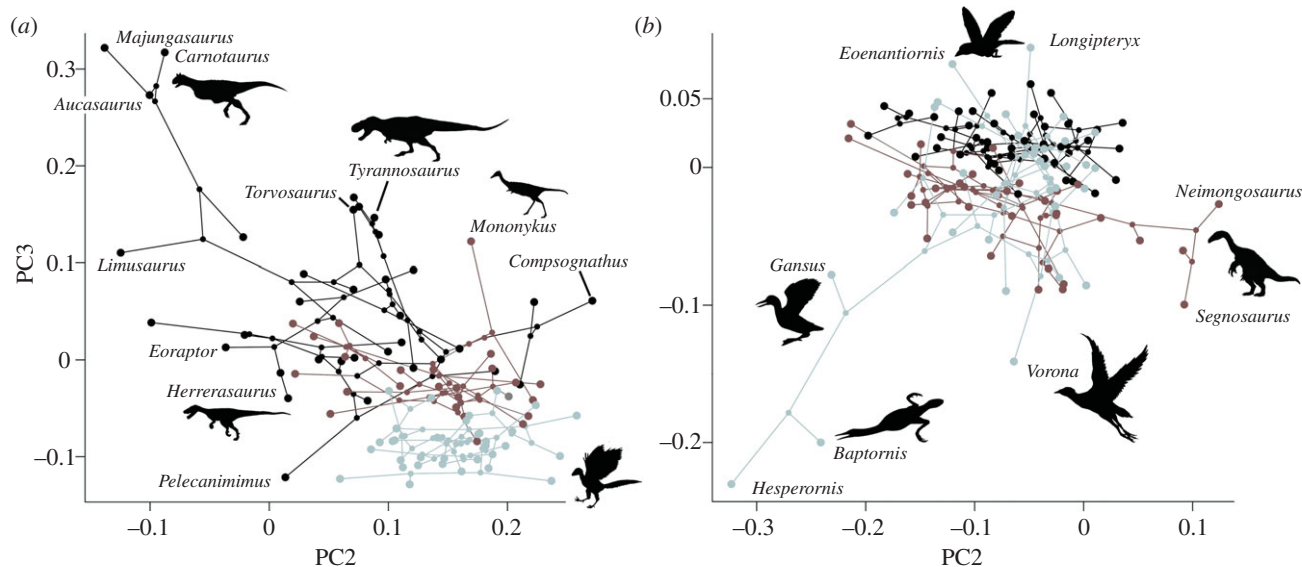 (a)
Majungasaurus
Carnotaurus
0.3
Aucasaurus
0.2
Tyrannosaurus
Torvosaurus
Mononykus
PC3
0.1
Limusaurus
Compsognathus
Eoraptor
0
Herrerasaurus
–0.1
Pelecanimimus
–0.1 0 0.1 0.2
PC2
(b)
Eoenantiornis
Longipteryx
0.05
0
Neimongosaurus
Gansus
–0.1
Segnosaurus
Vorona
–0.2
Baptornis
Hesperornis
–0.3 –0.2 –0.1 0 0.1
PC2